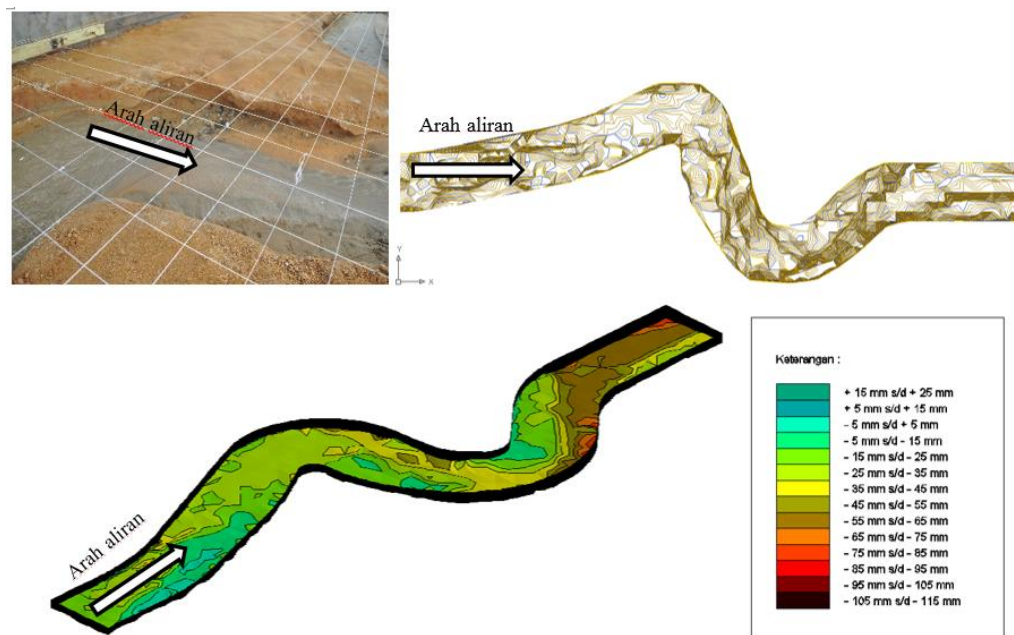 Arah aliran
Arah aliran
Y
X
Arah aliran
Keterangan :
+ 15 mm s/d + 25 mm
+ 5 mm s/d + 15 mm
- 5 mm s/d + 5 mm
- 5 mm s/d - 15 mm
- 15 mm s/d - 25 mm
- 25 mm s/d - 35 mm
- 35 mm s/d - 45 mm
- 45 mm s/d - 55 mm
- 55 mm s/d - 65 mm
- 65 mm s/d - 75 mm
- 75 mm s/d - 85 mm
- 85 mm s/d - 95 mm
- 95 mm s/d - 105 mm
- 105 mm s/d - 115 mm